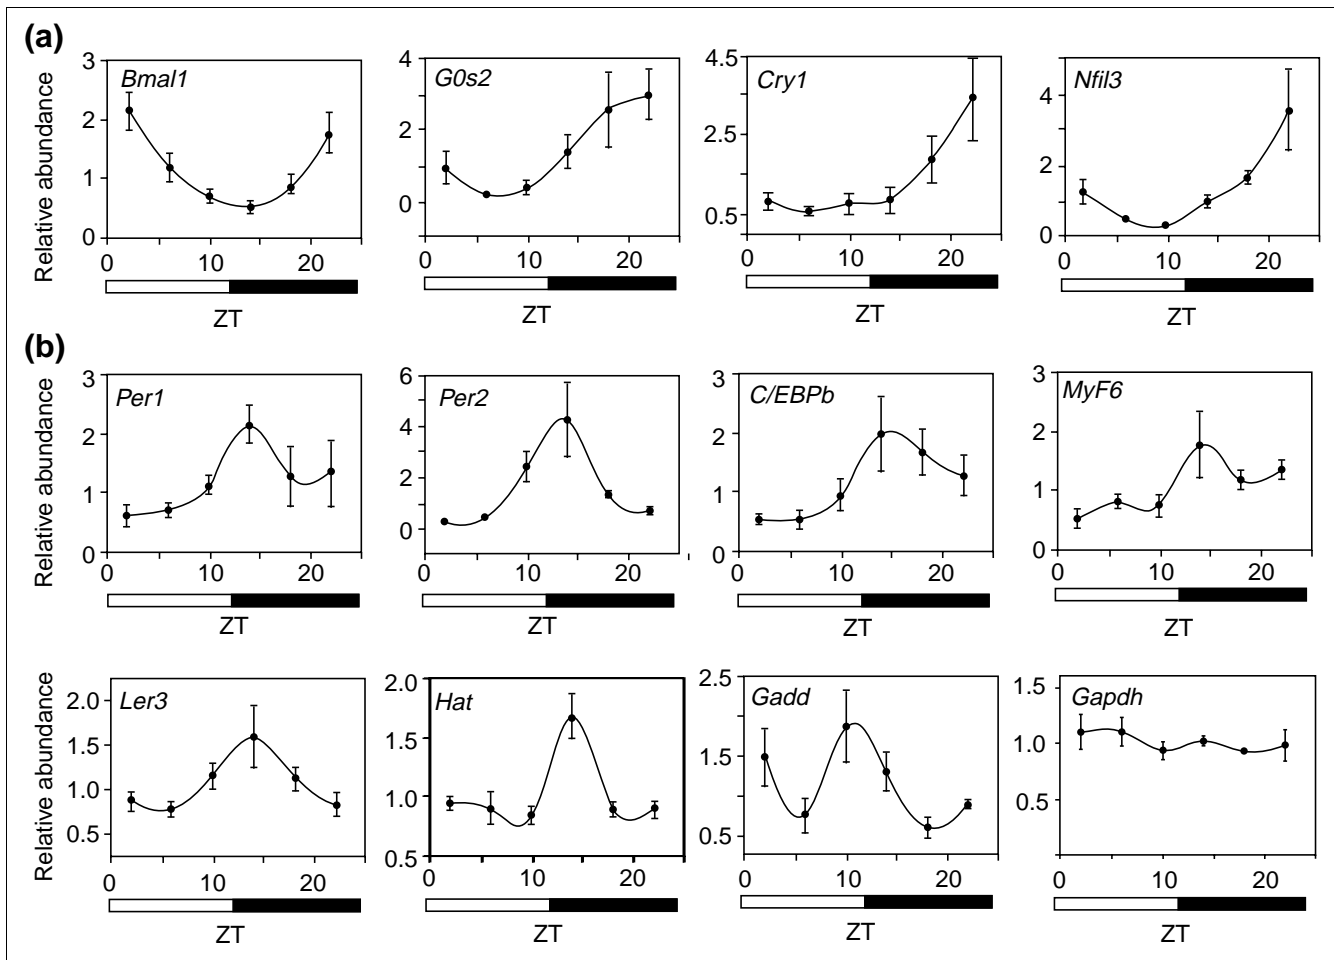 (a)
Bmal1
G0s2
Cry1
Nfil3
Relative abundance
3
2
1
0
0 10 20
ZT
4
2
0
0 10 20
ZT
4.5
2.5
0.5
0 10 20
ZT
4
2
0
0 10 20
ZT
(b)
Per1
Per2
C/EBPb
MyF6
Relative abundance
3
2
1
0
0 10 20
ZT
6
4
2
0
0 10 20
ZT
3
2
1
0
0 10 20
ZT
3
2
1
0
0 10 20
ZT
Ler3
Hat
Gadd
Gapdh
Relative abundance
2.0
1.5
1.0
0.5
0 10 20
ZT
2.0
1.5
1.0
0.5
0 10 20
ZT
2.5
1.5
0.5
0 10 20
ZT
1.5
1.0
0.5
0 10 20
ZT